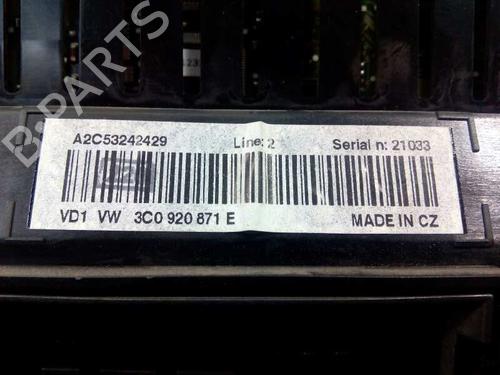 B-PARTS
A2C53242429 Line: 2 Serial n: 21033
VD1 VW 3C0 920 871 E MADE IN CZ